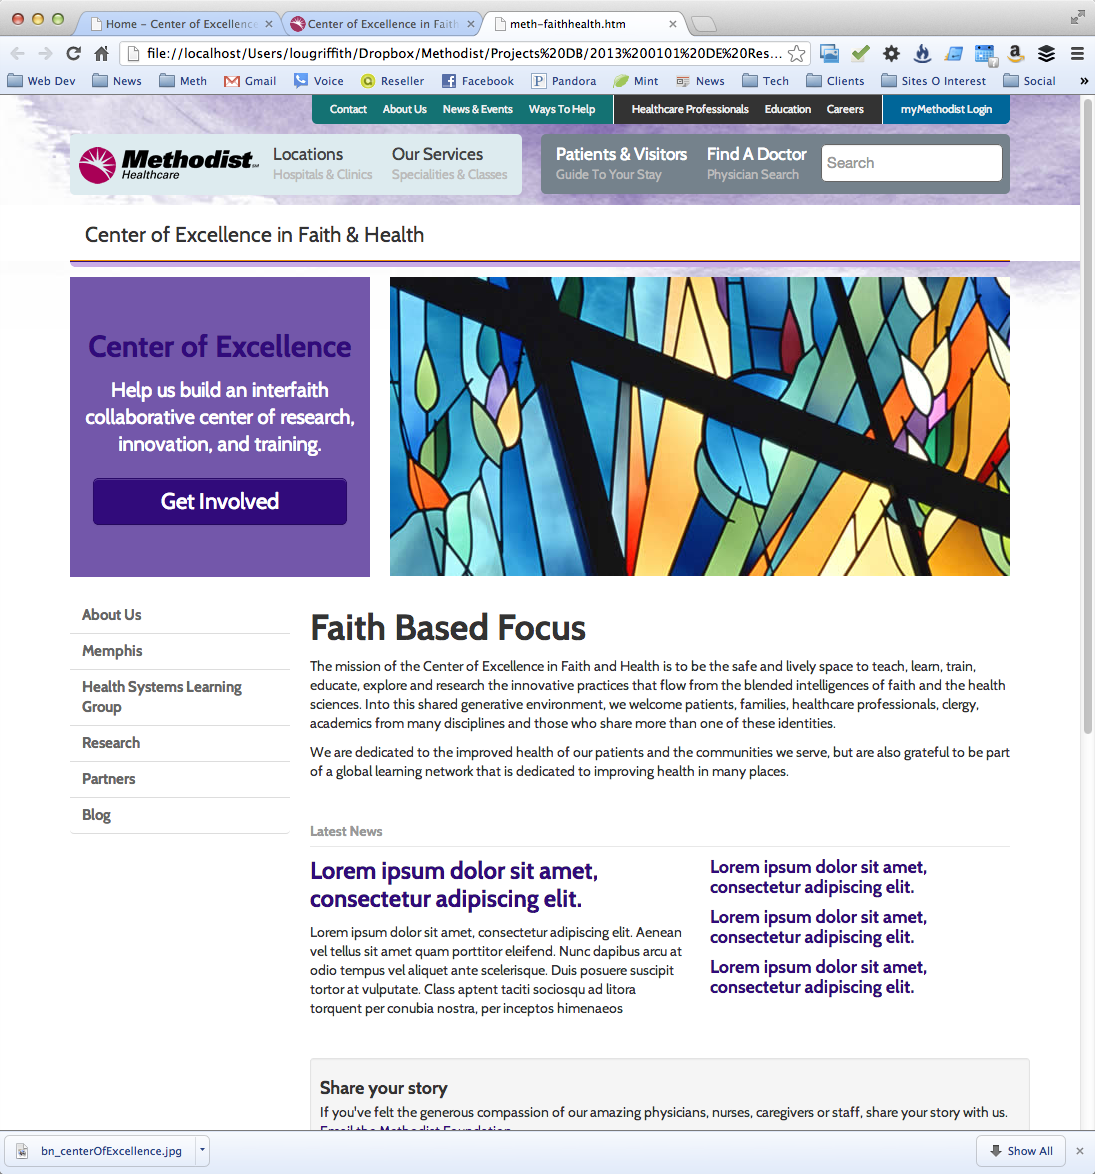 Home – Center of Excellence
Center of Excellence in Faith
meth-faithhealth.htm
file://localhost/Users/lougriffith/Dropbox/Methodist/Projects%20DB/2013%200101%20DE%20Res...
Web Dev
News
Meth
Gmail
Voice
Reseller
Facebook
Pandora
Mint
News
Tech
Clients
Sites O Interest
Social
»
Contact
About Us
News & Events
Ways To Help
Healthcare Professionals
Education
Careers
myMethodist Login
Methodist SM
Healthcare
Locations
Hospitals & Clinics
Our Services
Specialities & Classes
Patients & Visitors
Guide To Your Stay
Find A Doctor
Physician Search
Search
Center of Excellence in Faith & Health
Center of Excellence
Help us build an interfaith
collaborative center of research,
innovation, and training.
Get Involved
About Us
Memphis
Health Systems Learning
Group
Research
Partners
Blog
Faith Based Focus
The mission of the Center of Excellence in Faith and Health is to be the safe and lively space to teach, learn, train,
educate, explore and research the innovative practices that flow from the blended intelligences of faith and the health
sciences. Into this shared generative environment, we welcome patients, families, healthcare professionals, clergy,
academics from many disciplines and those who share more than one of these identities.
We are dedicated to the improved health of our patients and the communities we serve, but are also grateful to be part
of a global learning network that is dedicated to improving health in many places.
Latest News
Lorem ipsum dolor sit amet,
consectetur adipiscing elit.
Lorem ipsum dolor sit amet, consectetur adipiscing elit. Aenean
vel tellus sit amet quam porttitor eleifend. Nunc dapibus arcu at
odio tempus vel aliquet ante scelerisque. Duis posuere suscipit
tortor at vulputate. Class aptent taciti sociosqu ad litora
torquent per conubia nostra, per inceptos himenaeos
Lorem ipsum dolor sit amet,
consectetur adipiscing elit.
Lorem ipsum dolor sit amet,
consectetur adipiscing elit.
Lorem ipsum dolor sit amet,
consectetur adipiscing elit.
Share your story
If you've felt the generous compassion of our amazing physicians, nurses, caregivers or staff, share your story with us.
Email the Methodist Foundation
bn_centerOfExcellence.jpg
Show All